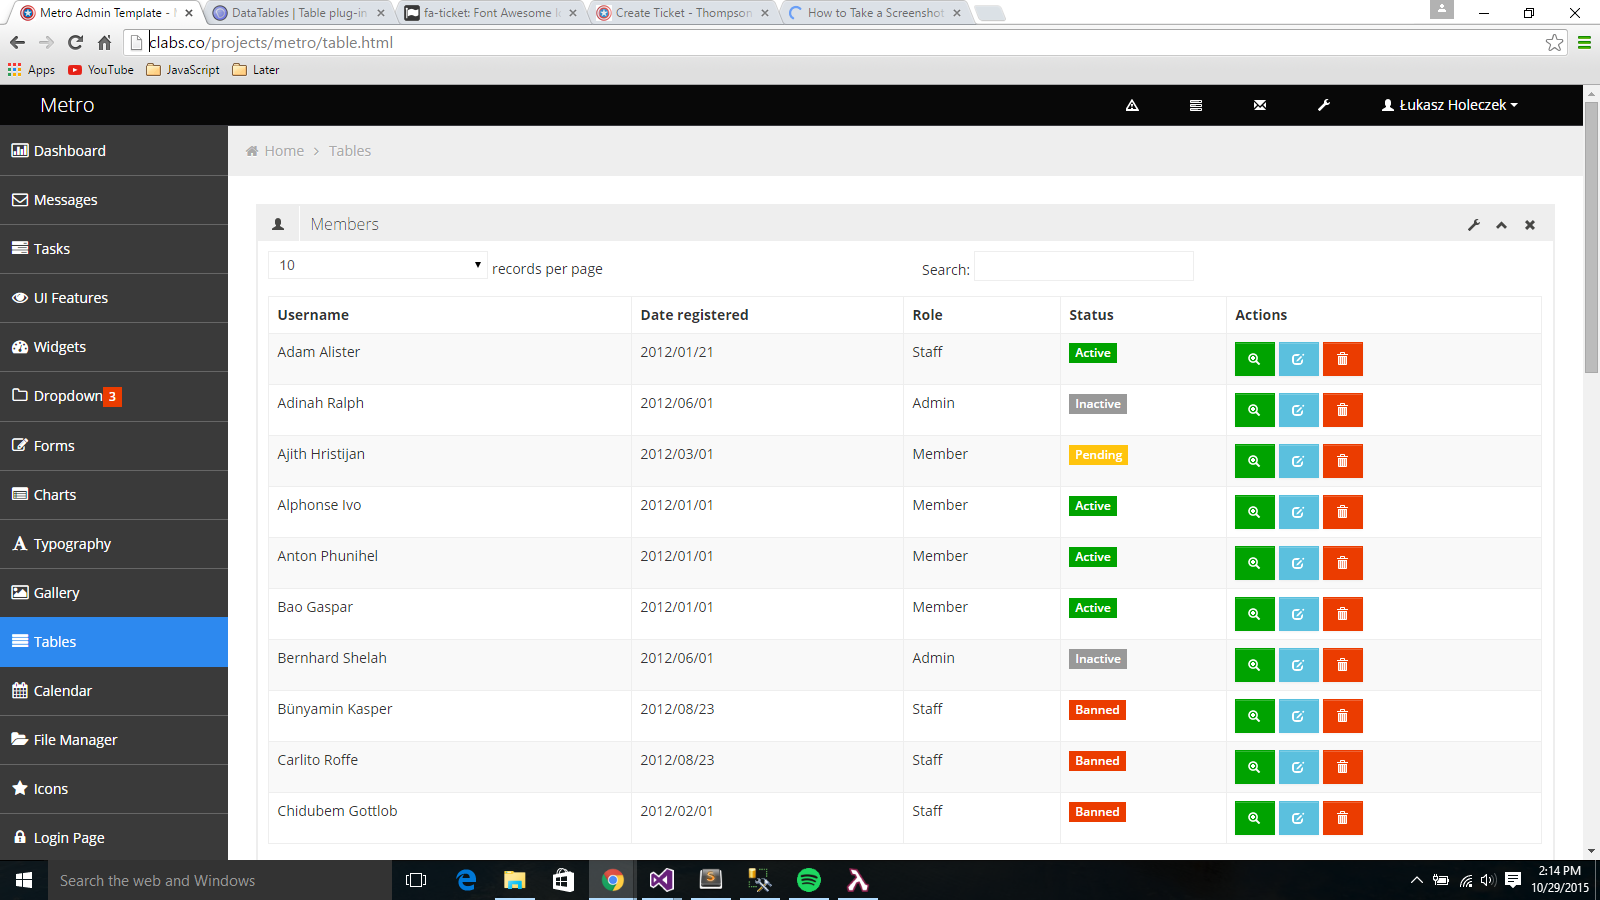 Metro Admin Template - 
DataTables | Table plug-in
fa-ticket: Font Awesome
Create Ticket - Thompson
How to Take a Screenshot
clabs.co/projects/metro/table.html
Apps YouTube JavaScript Later
Metro Łukasz Holeczek
Dashboard
Messages
Tasks
UI Features
Widgets
Dropdown 3
Forms
Charts
Typography
Gallery
Tables
Calendar
File Manager
Icons
Login Page
Home > Tables
Members
10 records per page Search:
Username Date registered Role Status Actions
Adam Alister 2012/01/21 Staff Active
Adinah Ralph 2012/06/01 Admin Inactive
Ajith Hristijan 2012/03/01 Member Pending
Alphonse Ivo 2012/01/01 Member Active
Anton Phunihel 2012/01/01 Member Active
Bao Gaspar 2012/01/01 Member Active
Bernhard Shelah 2012/06/01 Admin Inactive
Bünyamin Kasper 2012/08/23 Staff Banned
Carlito Roffe 2012/08/23 Staff Banned
Chidubem Gottlob 2012/02/01 Staff Banned
Search the web and Windows
2:14 PM
10/29/2015